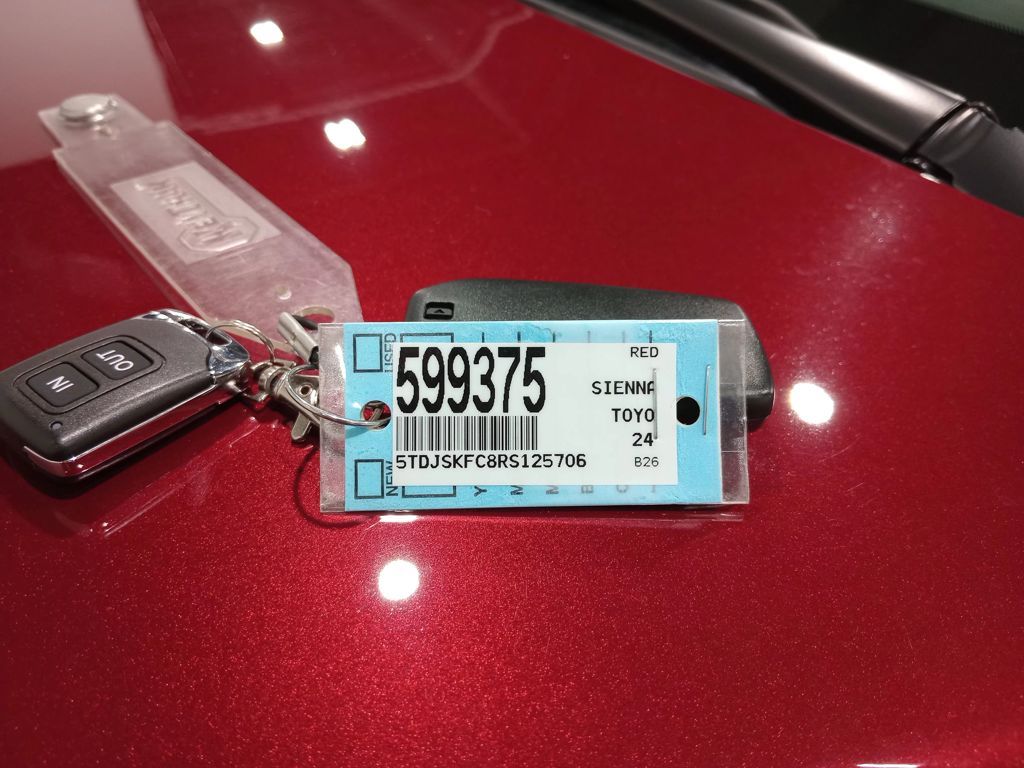 RED
599375
SIENNA
TOYO
24
5TDJSKFC8RS125706
B26
USED
NEW
IN
OUT